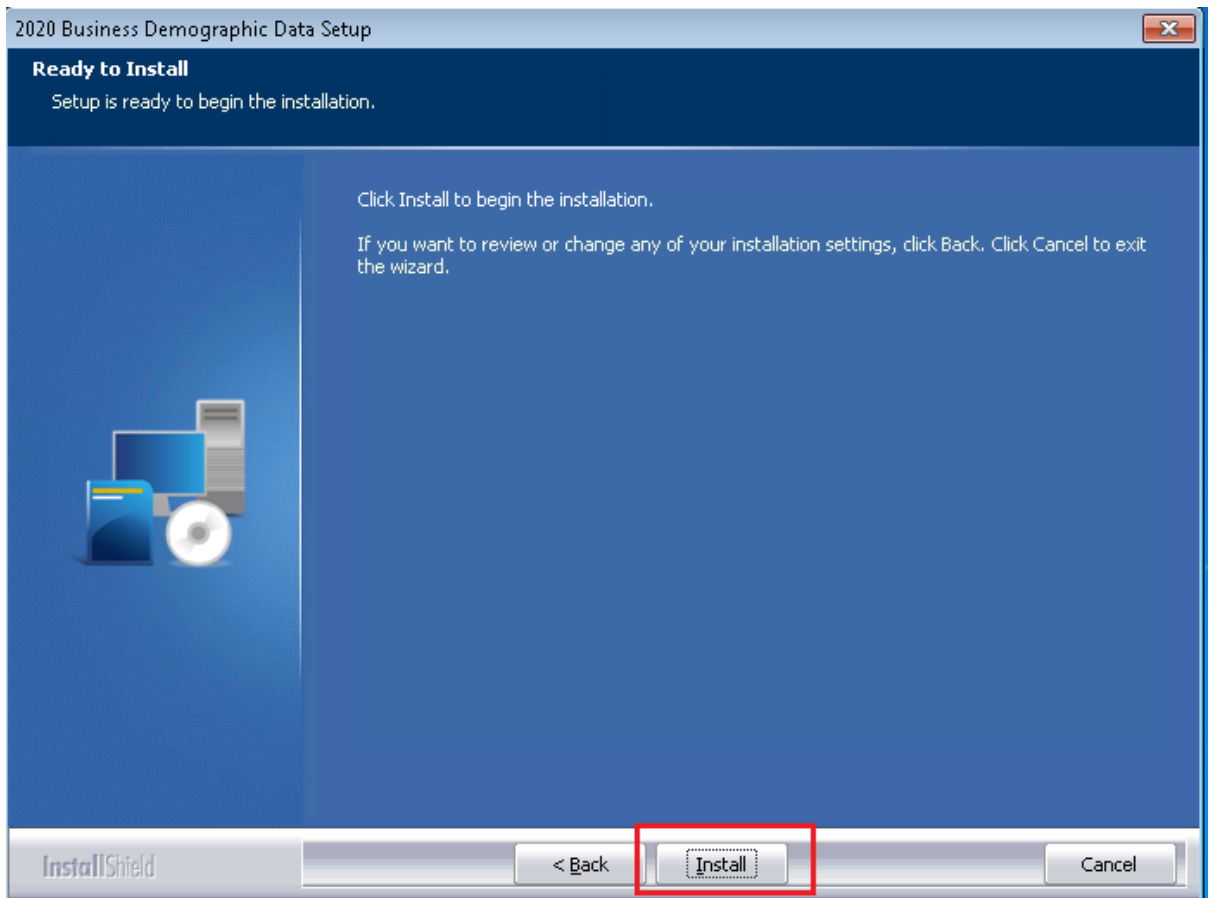 2020 Business Demographic Data Setup
Ready to Install
Setup is ready to begin the installation.
Click Install to begin the installation.
If you want to review or change any of your installation settings, click Back. Click Cancel to exit
the wizard.
InstallShield
< Back
Install
Cancel